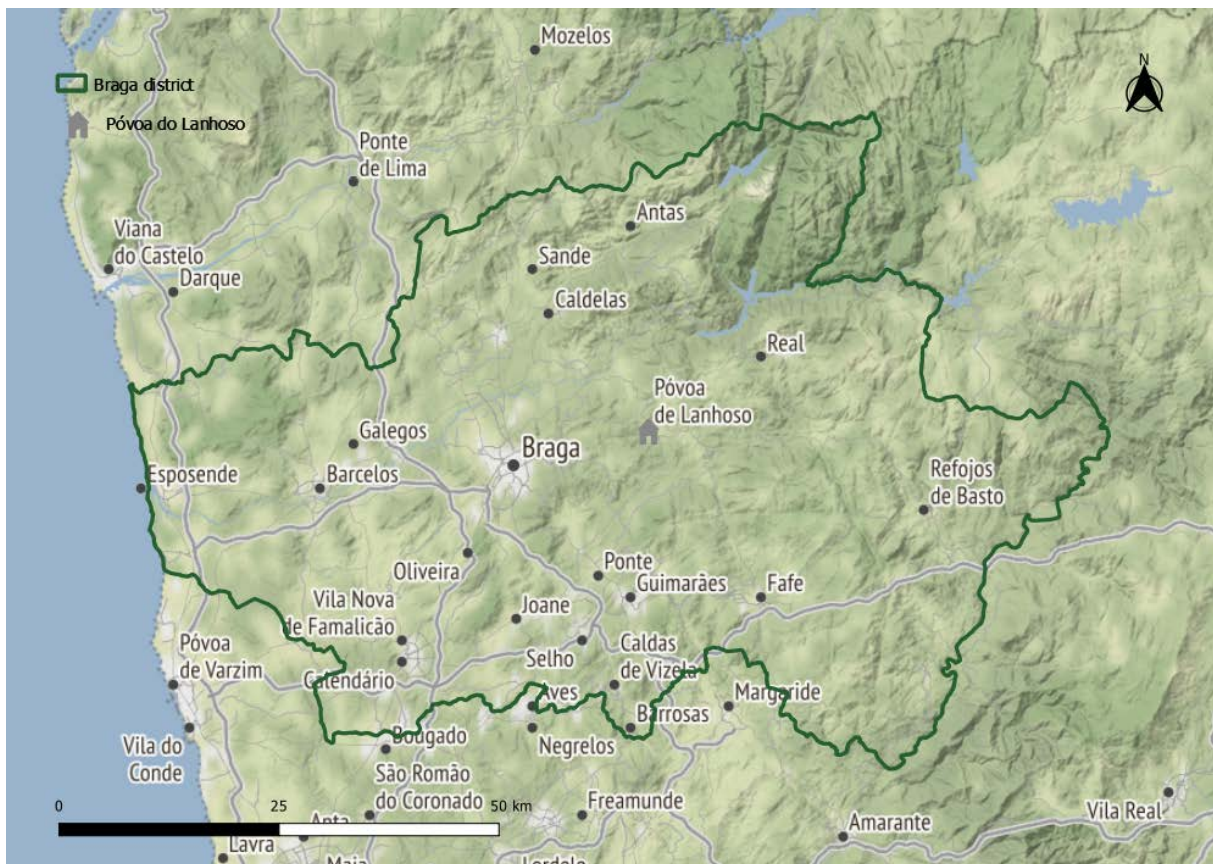 Mozelos
N
Braga district
Póvoa do Lanhoso
Ponte
de Lima
Antas
Viana
do Castelo
Sande
Darque
Caldelas
Real
Póvoa
de Lanhoso
Galegos
Braga
Esposende
Barcelos
Refojos
de Basto
Oliveira
Ponte
Guimarães
Fafe
Vila Nova
de Famalicão
Joane
Póvoa
de Varzim
Selho
Caldas
de Vizela
Calendário
Aves
Margaride
Vila do
Conde
Bougado
Negrelos
Barrosas
São Romão
do Coronado
0 25 50 km
Freamunde
Vila Real
Anta
Amarante
Lavra
Maia
Lordelo